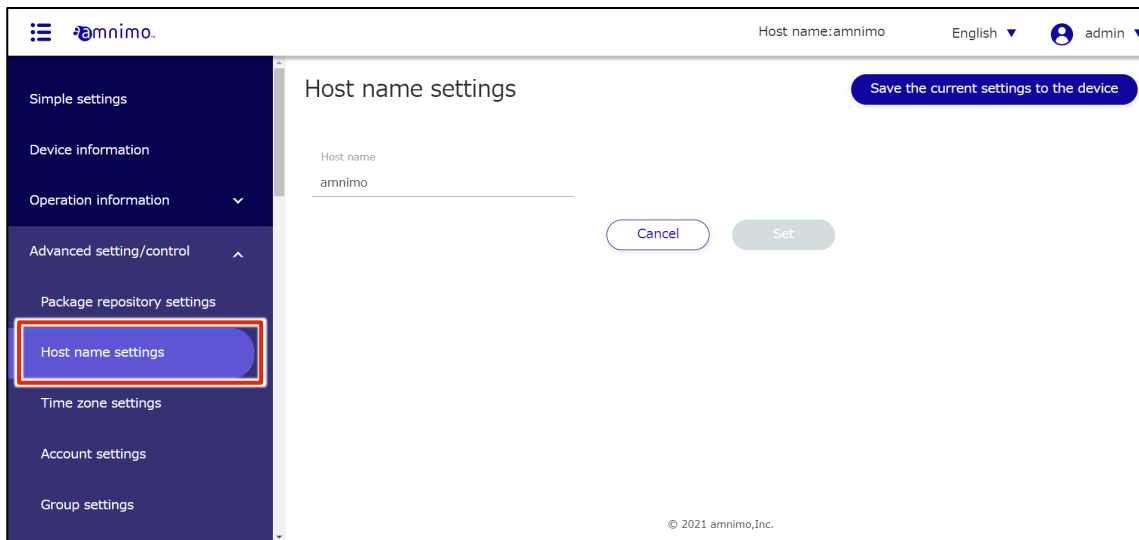 amnimo
Host name:amnimo
English
admin
Simple settings
Device information
Operation information
Advanced setting/control
Package repository settings
Host name settings
Time zone settings
Account settings
Group settings
Host name settings
Save the current settings to the device
Host name
amnimo
Cancel
Set
© 2021 amnimo,Inc.